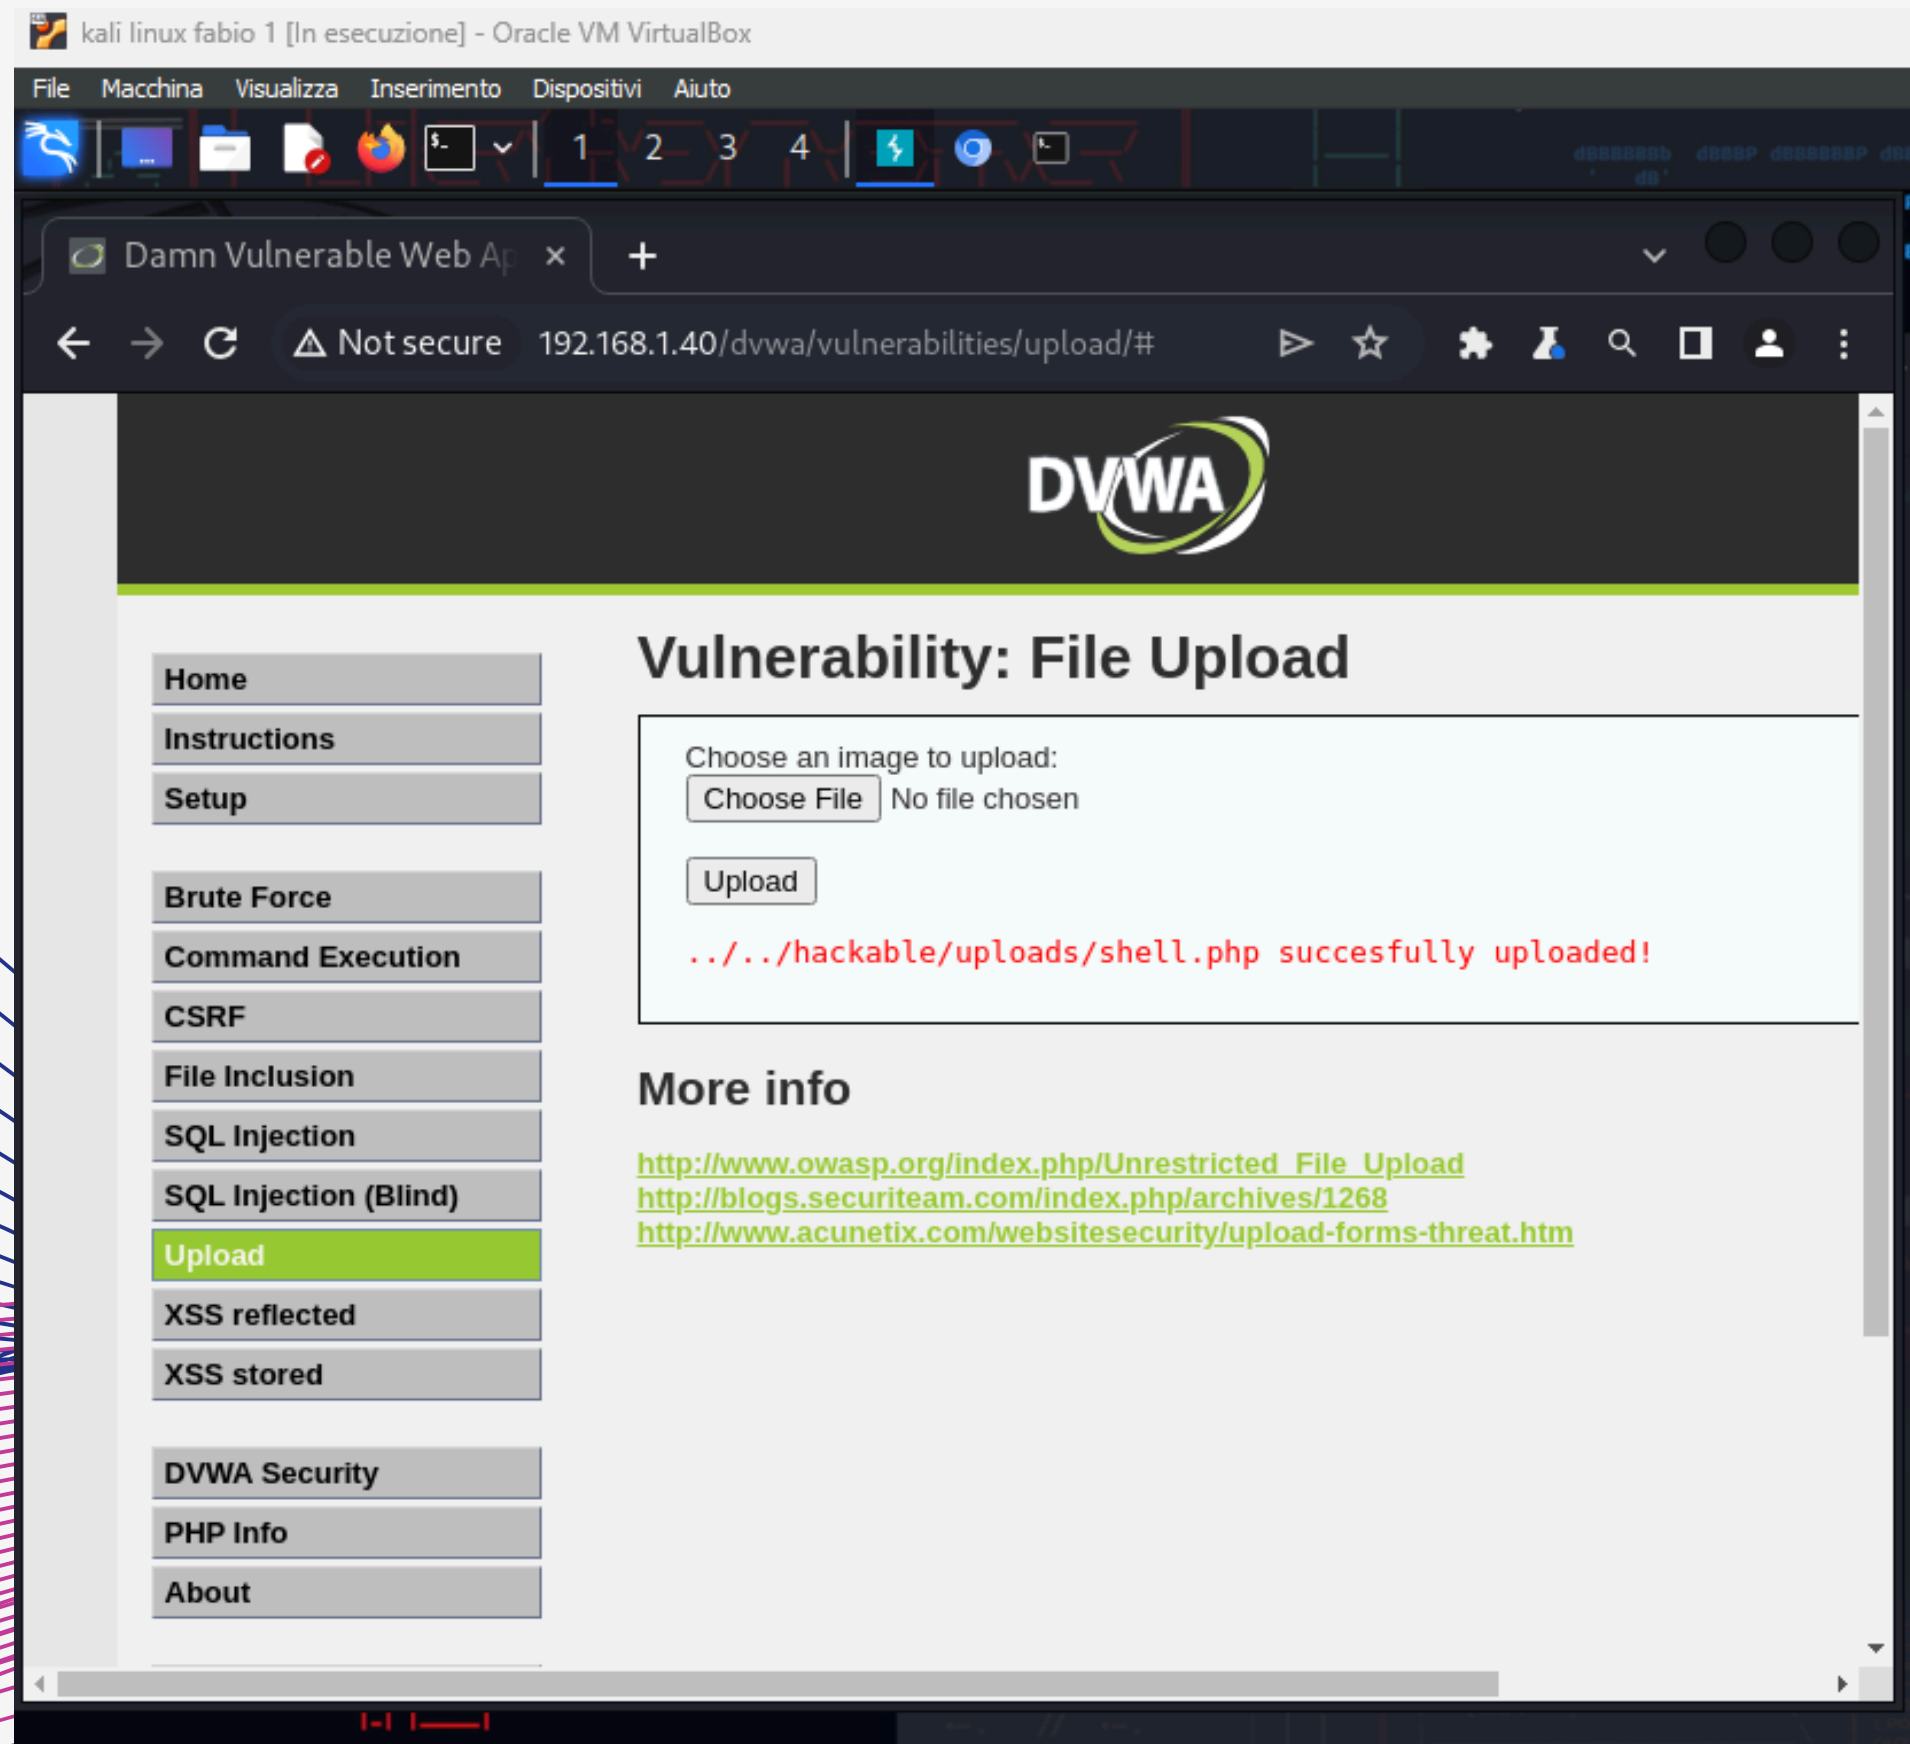 kali linux fabio 1 [In esecuzione] - Oracle VM VirtualBox
File Macchina Visualizza Inserimento Dispositivi Aiuto
$- 1 2 3 4
Damn Vulnerable Web Ap
Not secure 192.168.1.40/dvwa/vulnerabilities/upload/#
DVWA
Vulnerability: File Upload
Home
Instructions
Setup
Brute Force
Command Execution
CSRF
File Inclusion
SQL Injection
SQL Injection (Blind)
Upload
XSS reflected
XSS stored
DVWA Security
PHP Info
About
Choose an image to upload:
Choose File No file chosen
Upload
../../hackable/uploads/shell.php succesfully uploaded!
More info
http://www.owasp.org/index.php/Unrestricted_File_Upload
http://blogs.securiteam.com/index.php/archives/1268
http://www.acunetix.com/websitesecurity/upload-forms-threat.htm